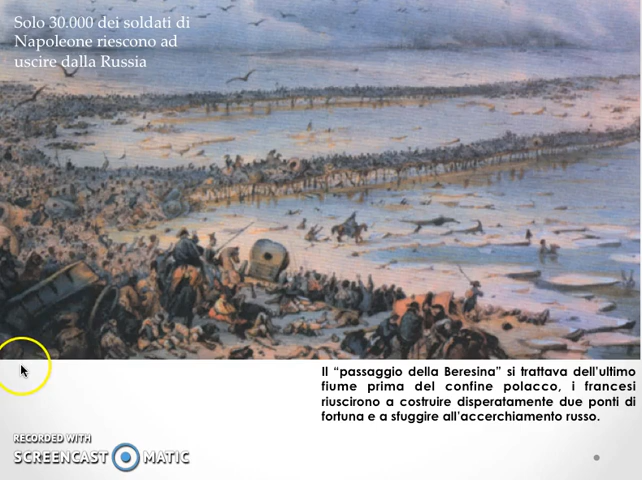 Solo 30.000 dei soldati di
Napoleone riescono ad
uscire dalla Russia
Il “passaggio della Beresina” si trattava dell’ultimo
fiume prima del confine polacco, i francesi
riuscirono a costruire disperatamente due ponti di
fortuna e a sfuggire all’accerchiamento russo.
RECORDED WITH
SCREENCAST MATIC